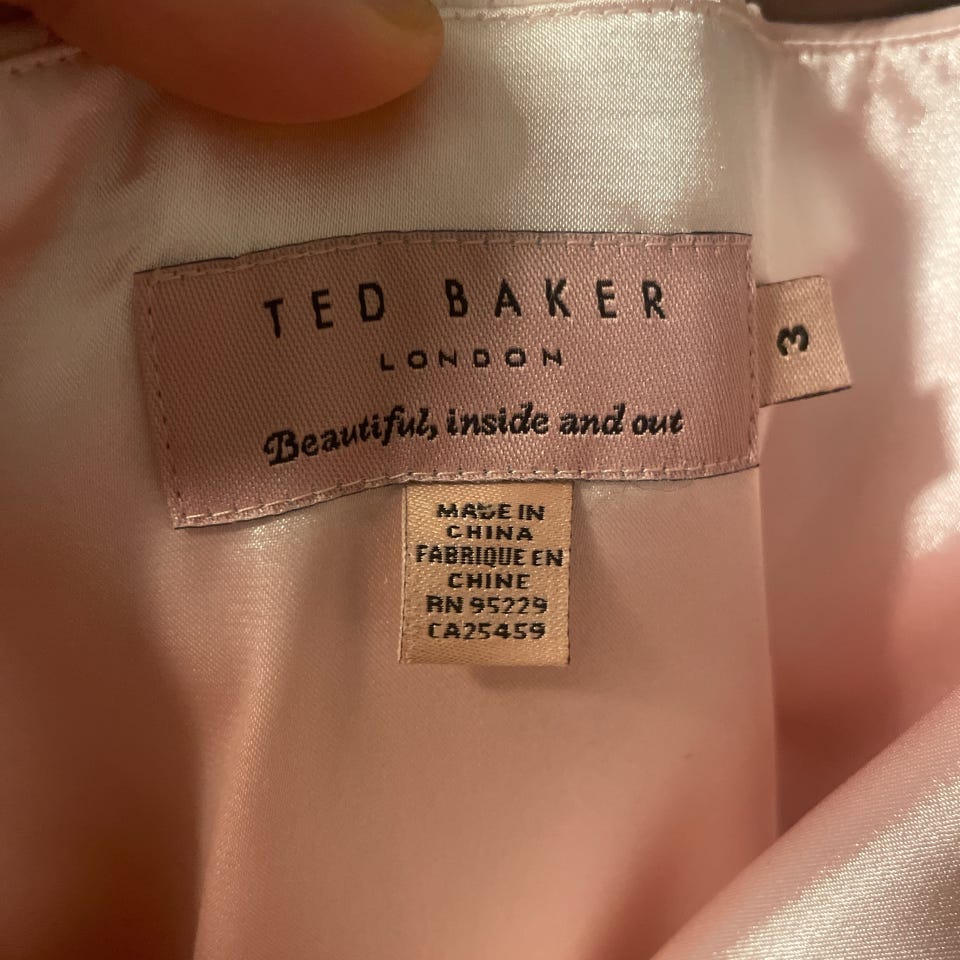 TED BAKER
LONDON
Beautiful, inside and out
3
MADE IN
CHINA
FABRIQUE EN
CHINE
RN 95229
CA25459